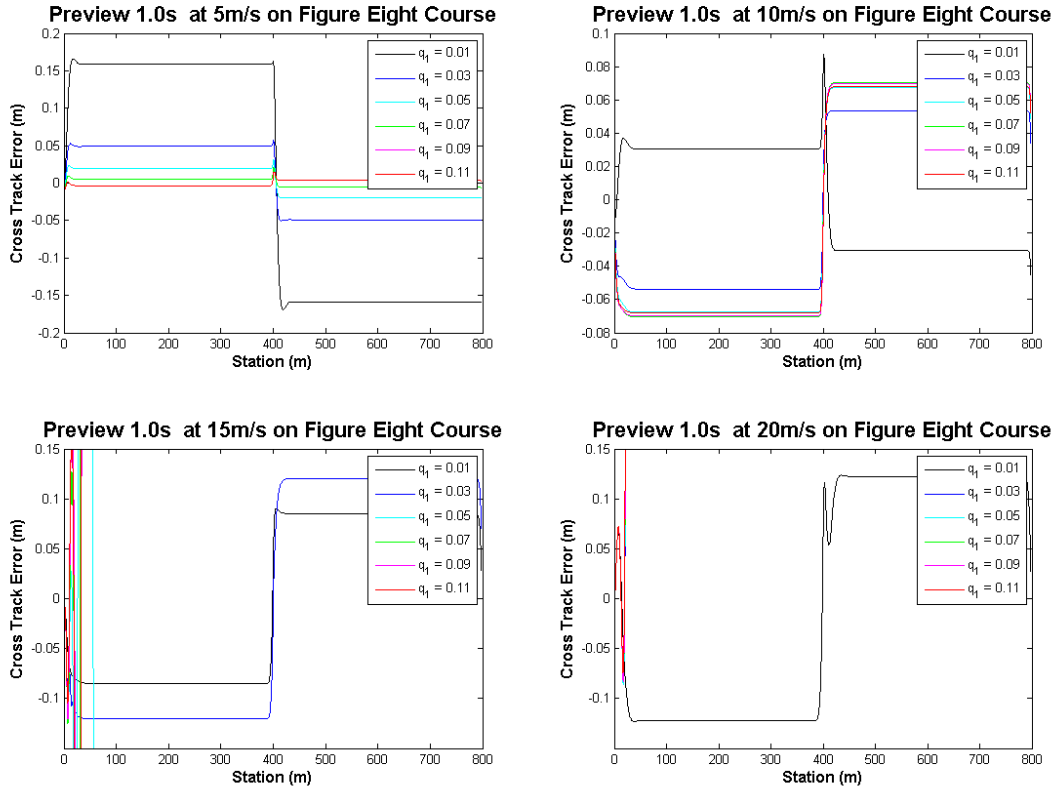 Preview 1.0s at 5m/s on Figure Eight Course
0.2
0.15
0.1
0.05
0
-0.05
-0.1
-0.15
-0.2
Cross Track Error (m)
0 100 200 300 400 500 600 700 800
Station (m)
q1 = 0.01
q1 = 0.03
q1 = 0.05
q1 = 0.07
q1 = 0.09
q1 = 0.11
Preview 1.0s at 10m/s on Figure Eight Course
0.1
0.08
0.06
0.04
0.02
0
-0.02
-0.04
-0.06
-0.08
Cross Track Error (m)
0 100 200 300 400 500 600 700 800
Station (m)
q1 = 0.01
q1 = 0.03
q1 = 0.05
q1 = 0.07
q1 = 0.09
q1 = 0.11
Preview 1.0s at 15m/s on Figure Eight Course
0.15
0.1
0.05
0
-0.05
-0.1
Cross Track Error (m)
0 100 200 300 400 500 600 700 800
Station (m)
q1 = 0.01
q1 = 0.03
q1 = 0.05
q1 = 0.07
q1 = 0.09
q1 = 0.11
Preview 1.0s at 20m/s on Figure Eight Course
0.15
0.1
0.05
0
-0.05
-0.1
Cross Track Error (m)
0 100 200 300 400 500 600 700 800
Station (m)
q1 = 0.01
q1 = 0.03
q1 = 0.05
q1 = 0.07
q1 = 0.09
q1 = 0.11